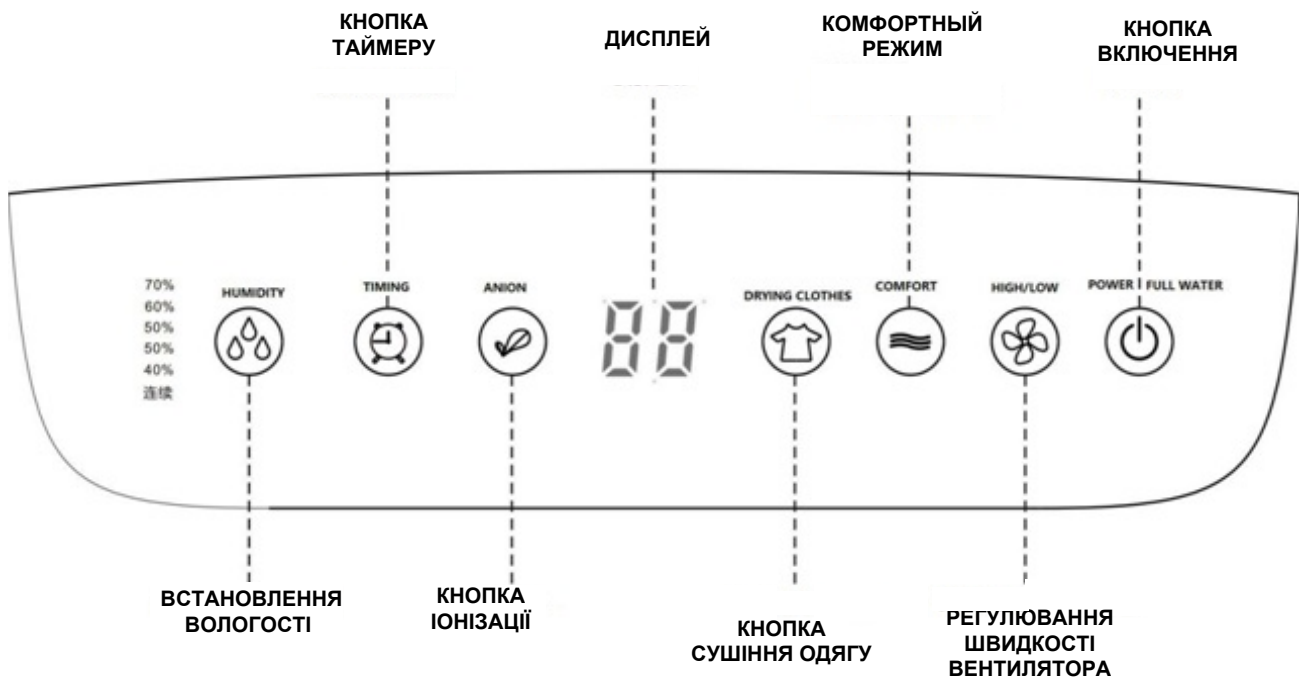 КНОПКА
ТАЙМЕРУ
ДИСПЛЕЙ
КОМФОРТНЫЙ
РЕЖИМ
КНОПКА
ВКЛЮЧЕННЯ
70%
60%
50%
50%
40%
连续
HUMIDITY
TIMING
ANION
88
DRYING CLOTHES
COMFORT
HIGH/LOW
POWER
FULL WATER
ВСТАНОВЛЕННЯ
ВОЛОГОСТІ
КНОПКА
ІОНІЗАЦІЇ
КНОПКА
СУШІННЯ ОДЯГУ
РЕГУЛЮВАННЯ
ШВИДКОСТІ
ВЕНТИЛЯТОРА